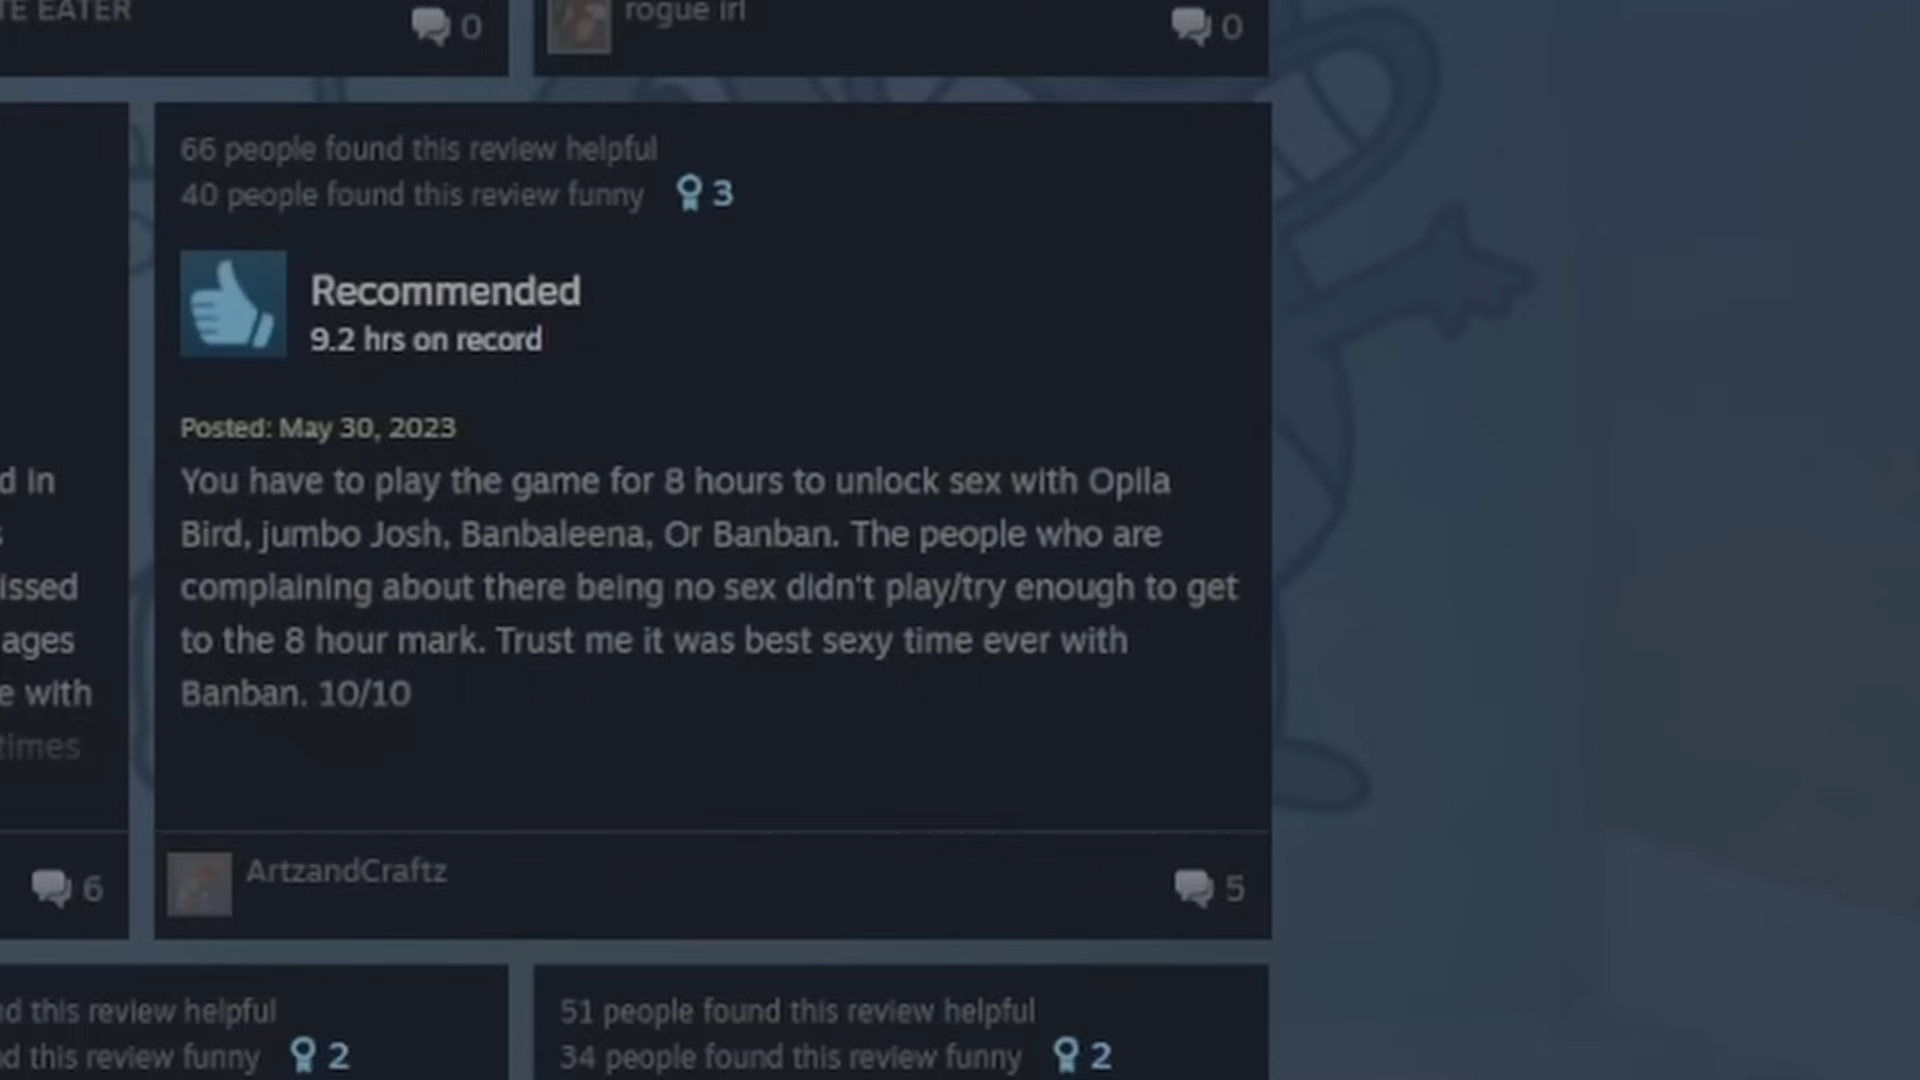 TE EATER
0
rogue irl
0
66 people found this review helpful
40 people found this review funny 3
Recommended
9.2 hrs on record
Posted: May 30, 2023
You have to play the game for 8 hours to unlock sex with Opila
Bird, jumbo Josh, Banbaleena, Or Banban. The people who are
complaining about there being no sex didn't play/try enough to get
to the 8 hour mark. Trust me it was best sexy time ever with
Banban. 10/10
ArtzandCraftz
5
d in
s
issed
ages
e with
times
6
d this review helpful
d this review funny 2
51 people found this review helpful
34 people found this review funny 2